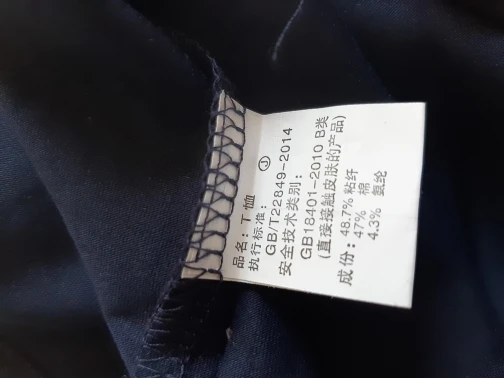 品名：T恤
执行标准： Ⓙ
GB/T22849-2014
安全技术类别：
GB18401-2010 B类
(直接接触皮肤的产品)
成份：48.7% 粘纤
47% 棉
4.3% 氨纶